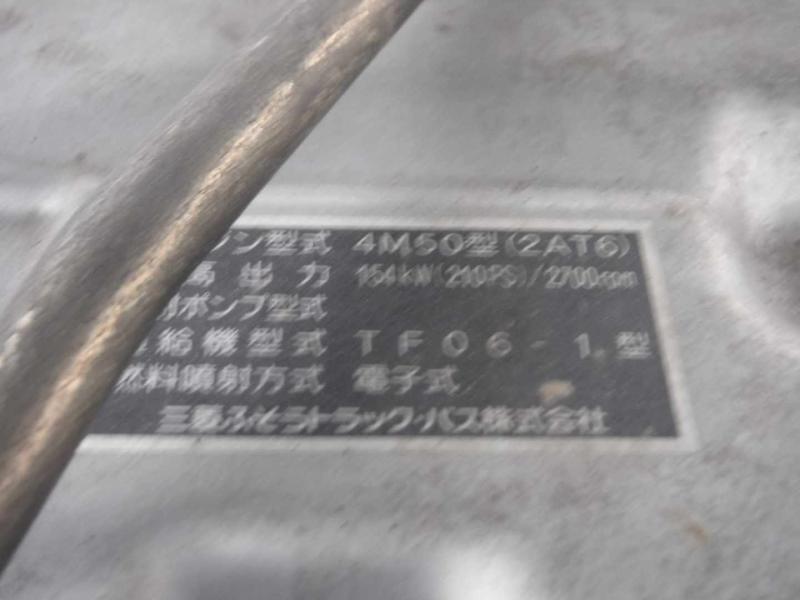 ン型式 4M50型(2AT6)
高出力 154kW(210PS)/2700rpm
射ポンプ型式
給機型式 TF06-1.型
燃料噴射方式 電子式
三菱ふそうトラック・バス株式会社